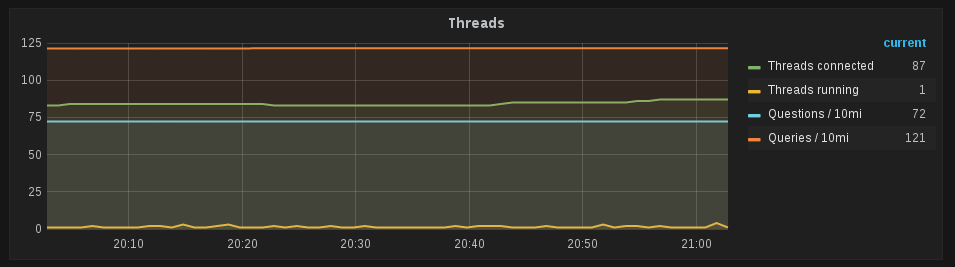 Threads
current
Threads connected 87
Threads running 1
Questions / 10mi 72
Queries / 10mi 121
125
100
75
50
25
0
20:10 20:20 20:30 20:40 20:50 21:00